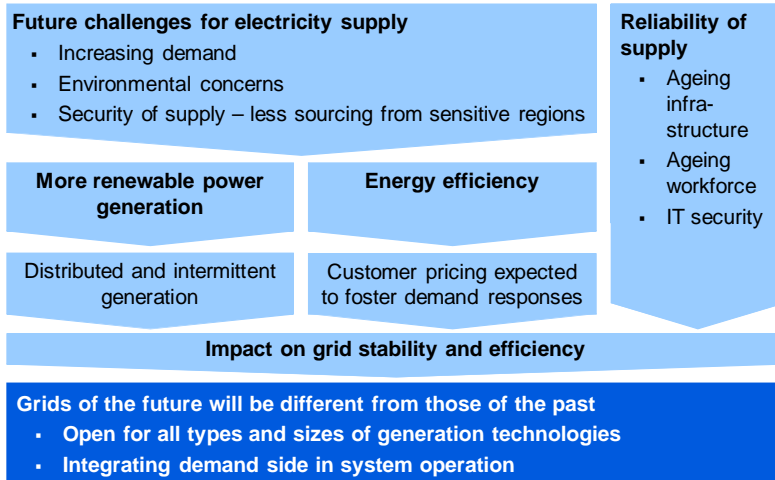 Future challenges for electricity supply
▪ Increasing demand
▪ Environmental concerns
▪ Security of supply – less sourcing from sensitive regions
Reliability of
supply
▪ Ageing
infra-
structure
▪ Ageing
workforce
▪ IT security
More renewable power
generation
Energy efficiency
Distributed and intermittent
generation
Customer pricing expected
to foster demand responses
Impact on grid stability and efficiency
Grids of the future will be different from those of the past
▪ Open for all types and sizes of generation technologies
▪ Integrating demand side in system operation